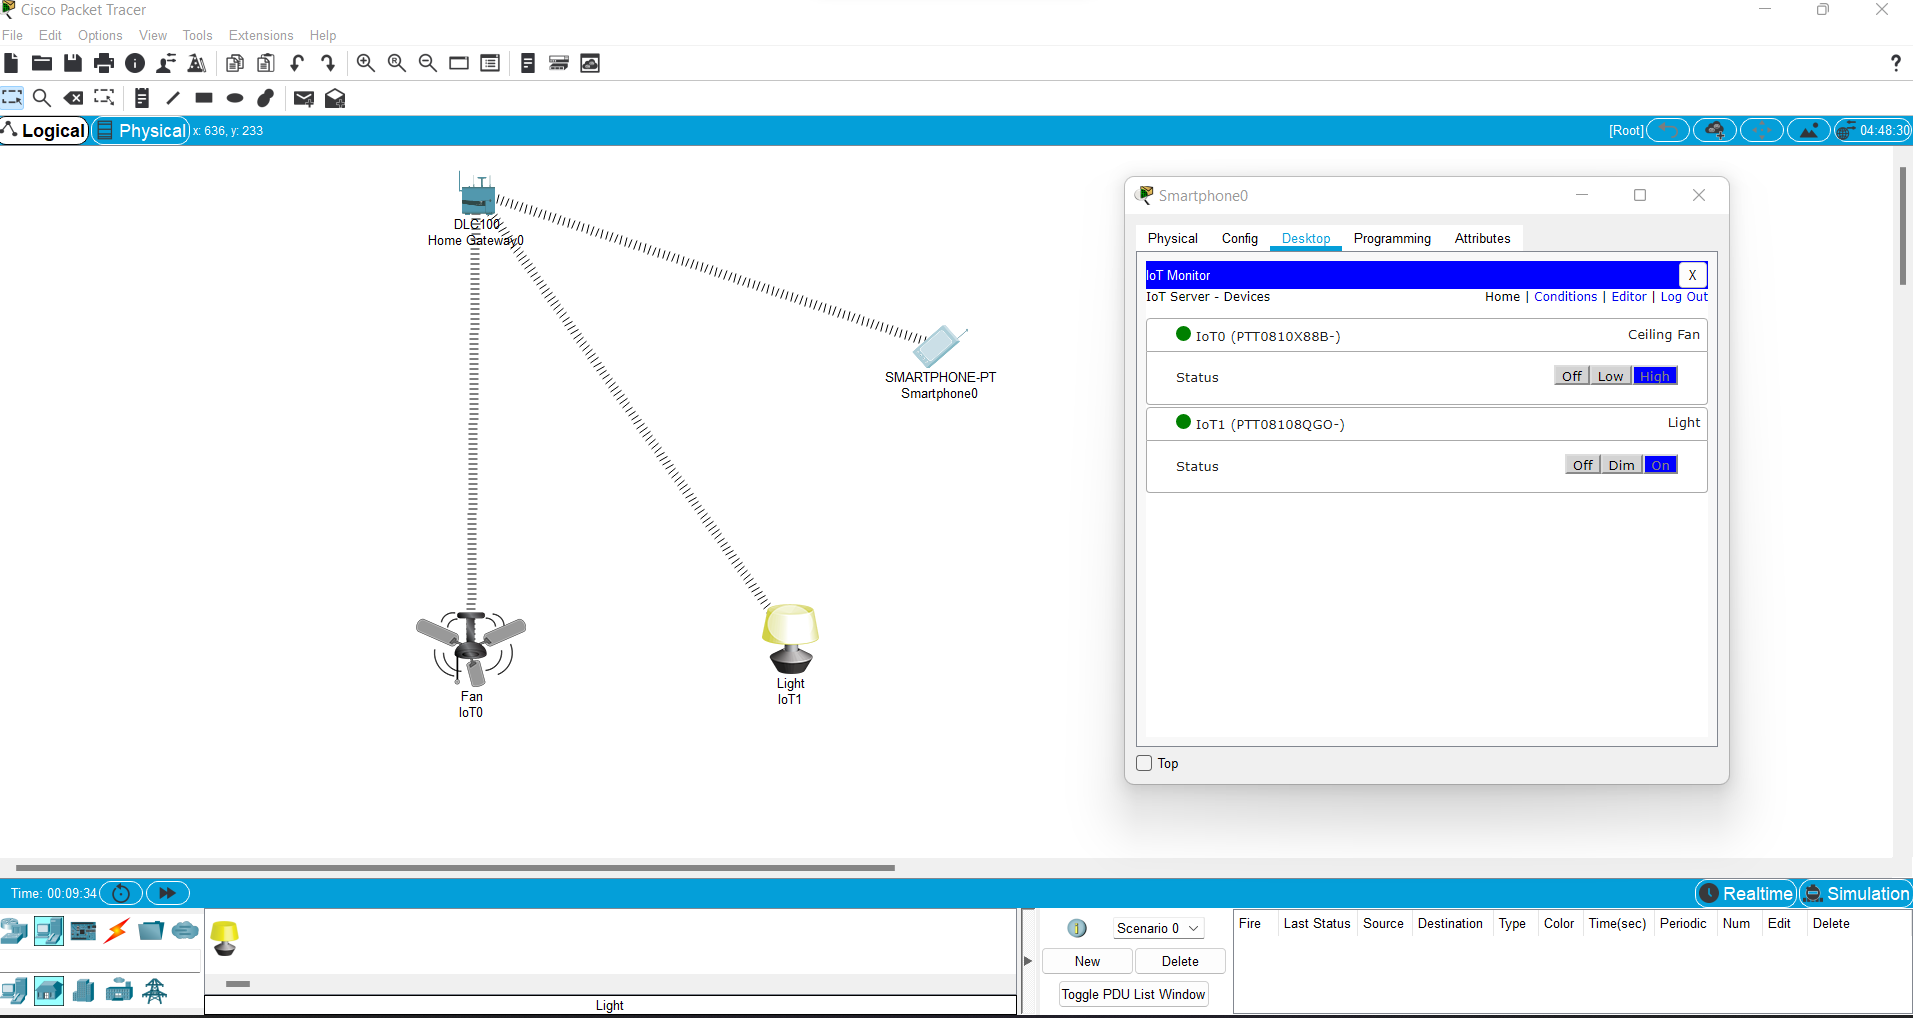 Cisco Packet Tracer
File Edit Options View Tools Extensions Help
?
Logical Physical x: 636, y: 233 [Root] 04:48:30
DLC100
Home Gateway0
SMARTPHONE-PT
Smartphone0
Fan
IoT0
Light
IoT1
Smartphone0
Physical Config Desktop Programming Attributes
IoT Monitor X
IoT Server - Devices Home | Conditions | Editor | Log Out
IoT0 (PTT0810X88B-) Ceiling Fan
Status Off Low High
IoT1 (PTT08108QGO-) Light
Status Off Dim On
Top
Time: 00:09:34 Realtime Simulation
Scenario 0
New Delete
Toggle PDU List Window
Fire Last Status Source Destination Type Color Time(sec) Periodic Num Edit Delete
Light